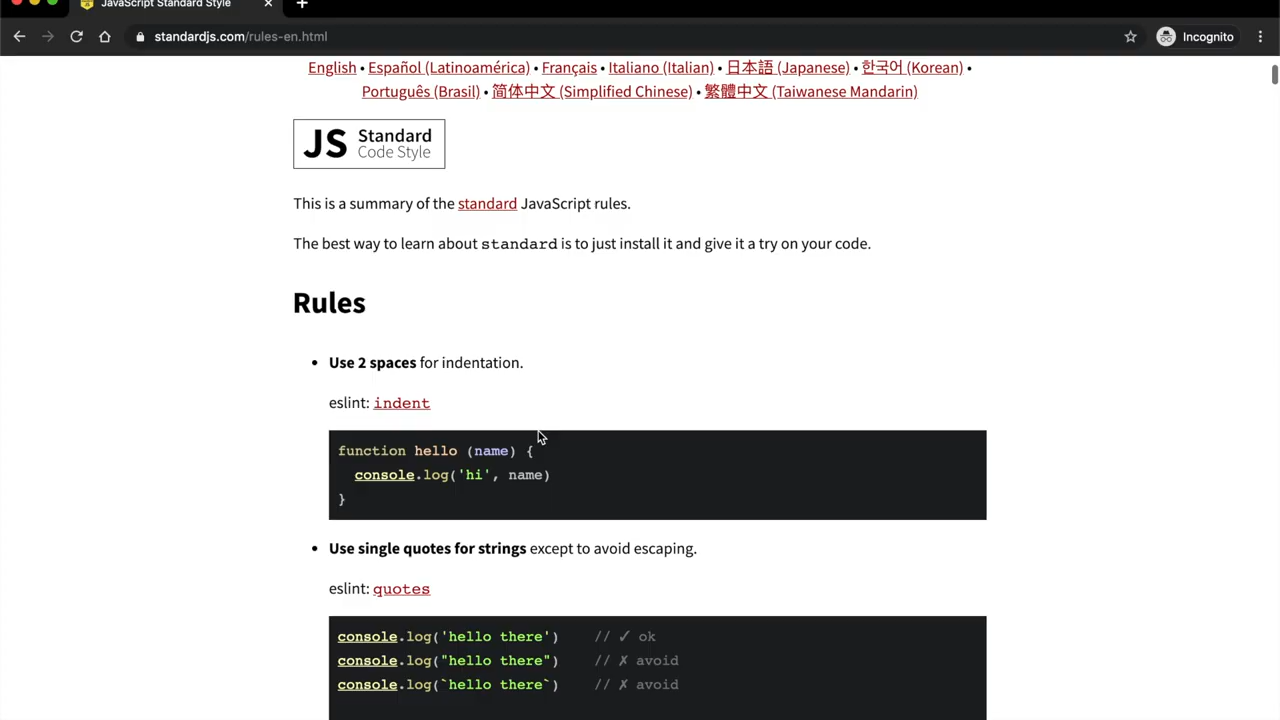 JavaScript Standard Style
standardjs.com/rules-en.html
Incognito
English • Español (Latinoamérica) • Français • Italiano (Italian) • 日本語 (Japanese) • 한국어 (Korean) •
Português (Brasil) • 简体中文 (Simplified Chinese) • 繁體中文 (Taiwanese Mandarin)
JS Standard
Code Style
This is a summary of the standard JavaScript rules.
The best way to learn about standard is to just install it and give it a try on your code.
Rules
• Use 2 spaces for indentation.
eslint: indent
function hello (name) {
  console.log('hi', name)
}
• Use single quotes for strings except to avoid escaping.
eslint: quotes
console.log('hello there')    // ✓ ok
console.log("hello there")    // ✗ avoid
console.log(`hello there`)    // ✗ avoid